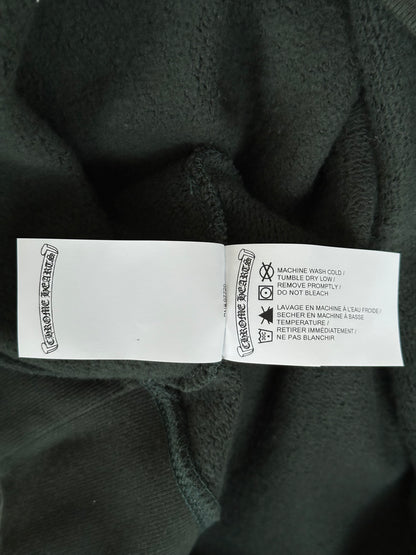 CHROME HEARTS
CHROME HEARTS
MACHINE WASH COLD /
TUMBLE DRY LOW /
REMOVE PROMPTLY /
DO NOT BLEACH
LAVAGE EN MACHINE À L'EAU FROIDE /
SECHER EN MACHINE À BASSE
TEMPERATURE /
RETIRER IMMÉDIATEMENT /
NE PAS BLANCHIR